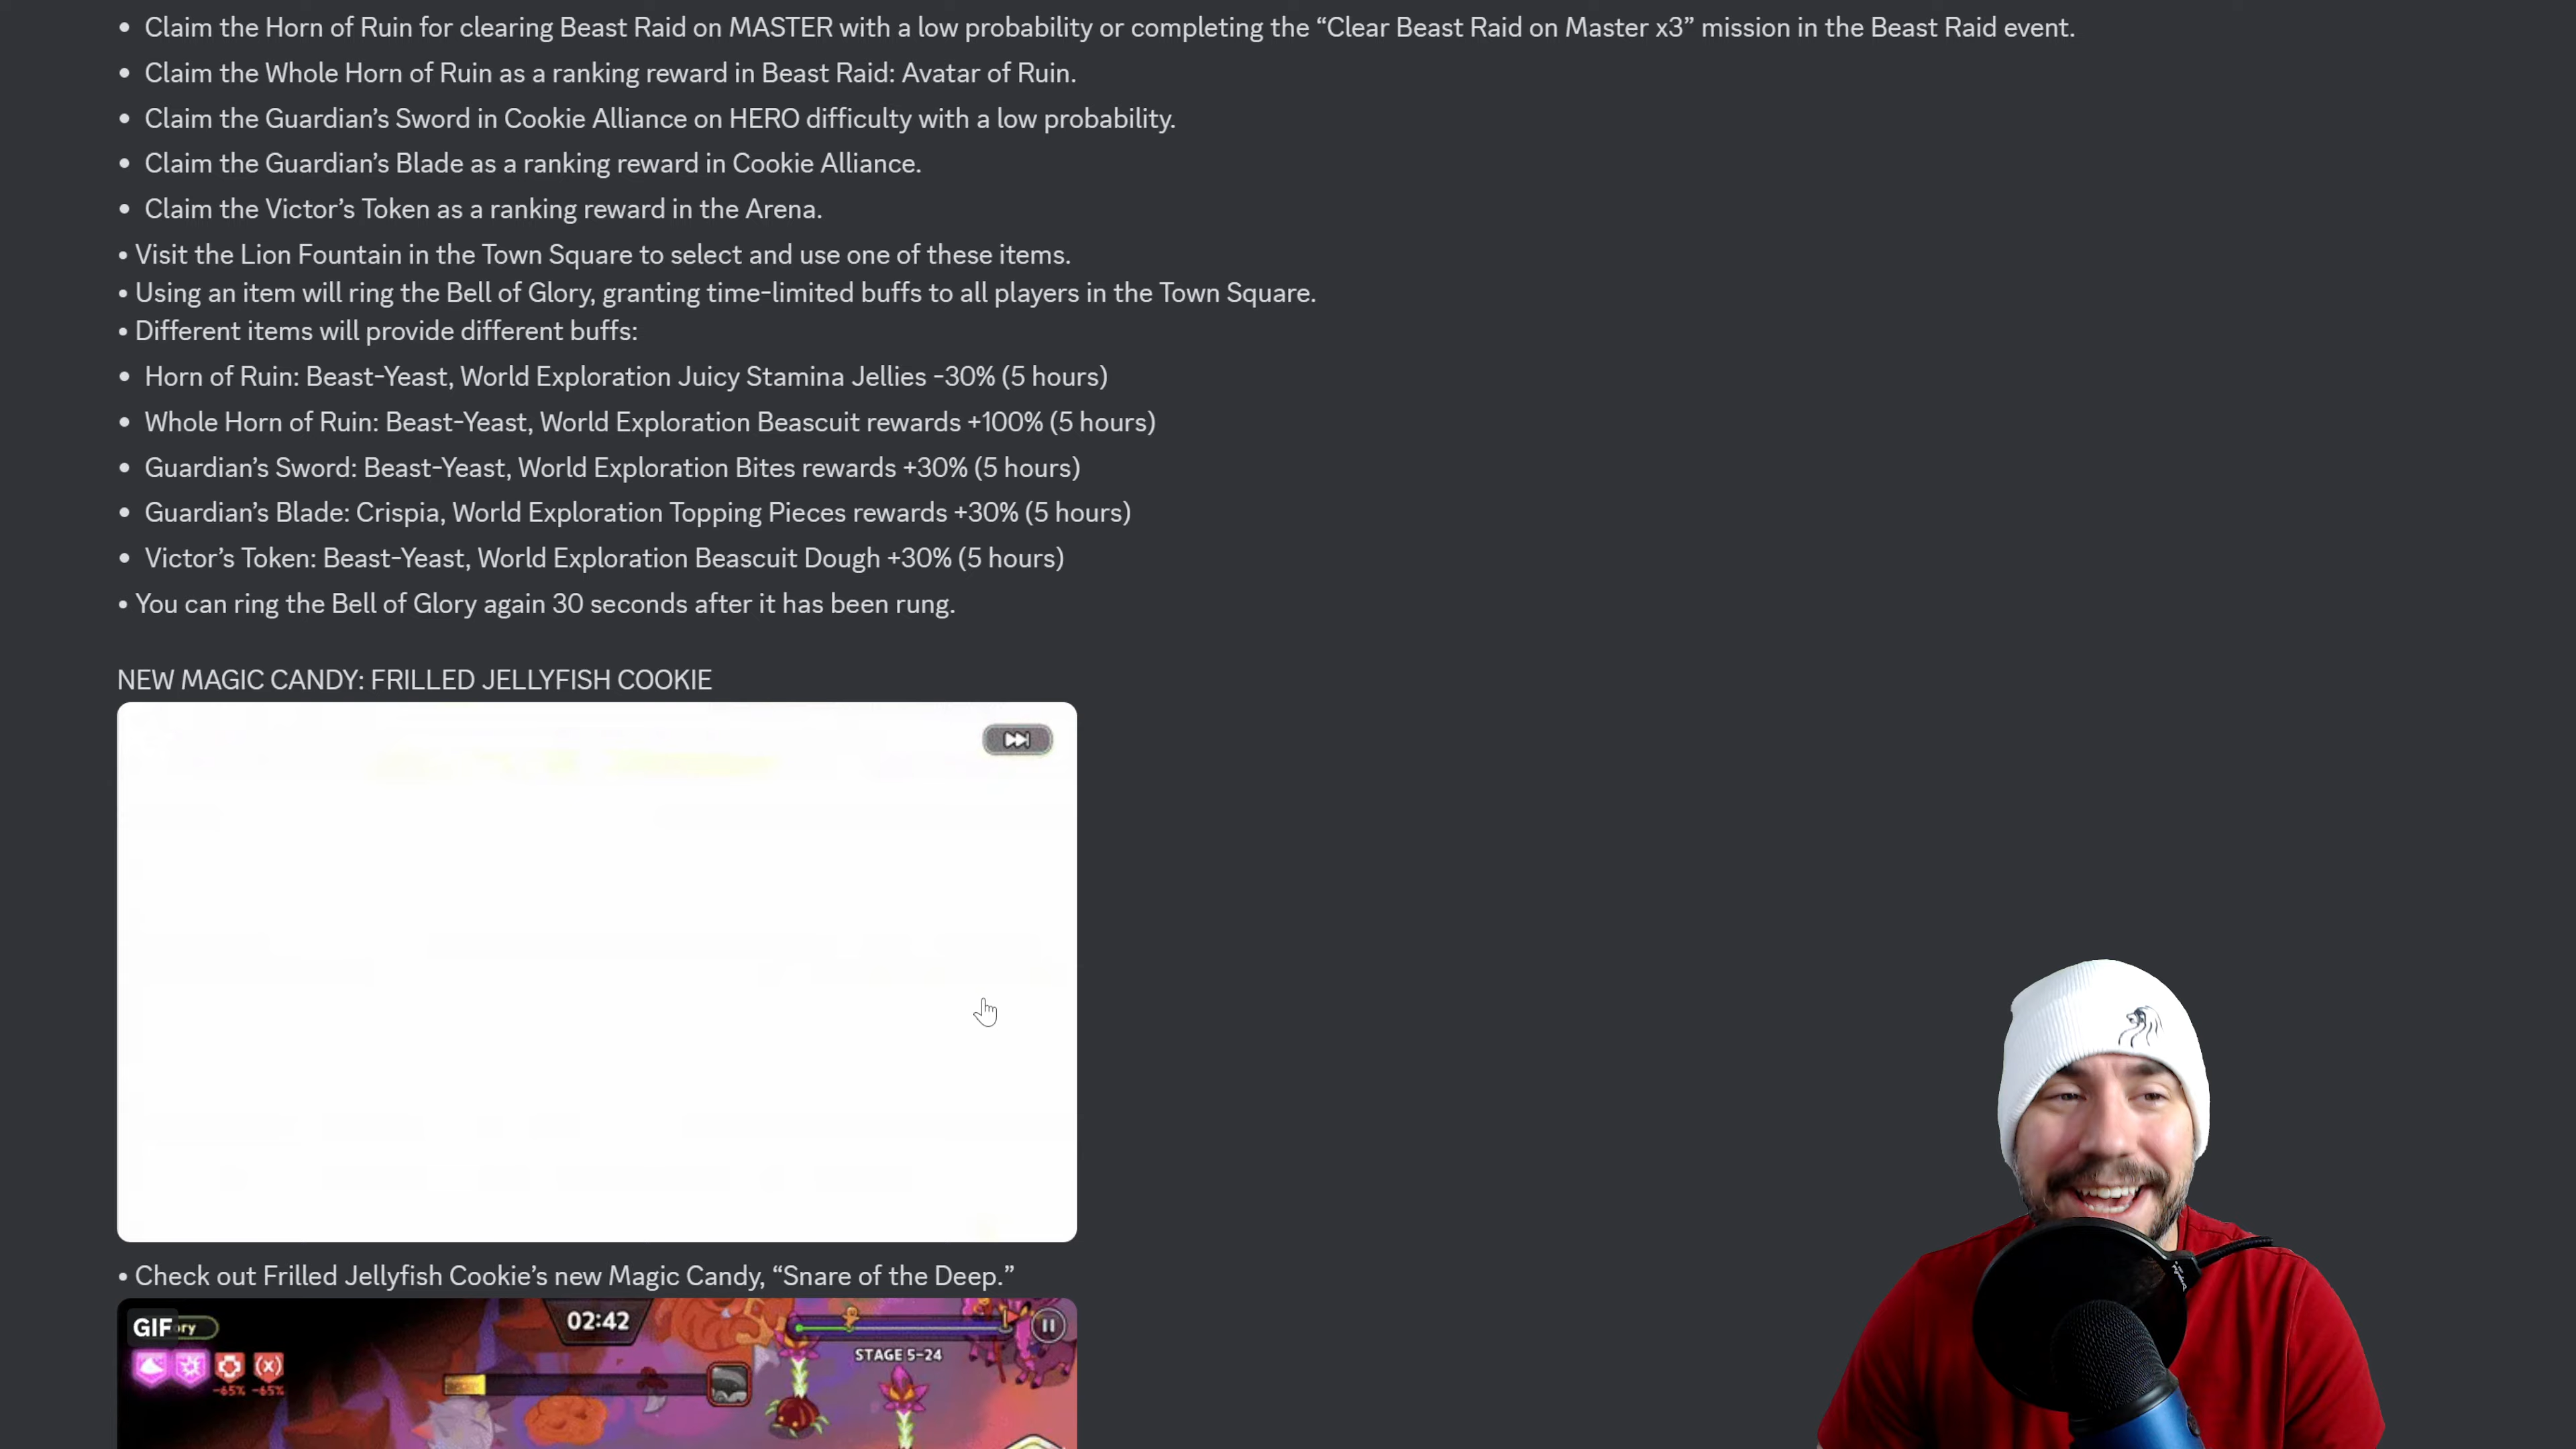 • Claim the Horn of Ruin for clearing Beast Raid on MASTER with a low probability or completing the “Clear Beast Raid on Master x3” mission in the Beast Raid event.
• Claim the Whole Horn of Ruin as a ranking reward in Beast Raid: Avatar of Ruin.
• Claim the Guardian’s Sword in Cookie Alliance on HERO difficulty with a low probability.
• Claim the Guardian’s Blade as a ranking reward in Cookie Alliance.
• Claim the Victor’s Token as a ranking reward in the Arena.
• Visit the Lion Fountain in the Town Square to select and use one of these items.
• Using an item will ring the Bell of Glory, granting time-limited buffs to all players in the Town Square.
• Different items will provide different buffs:
• Horn of Ruin: Beast-Yeast, World Exploration Juicy Stamina Jellies -30% (5 hours)
• Whole Horn of Ruin: Beast-Yeast, World Exploration Beascuit rewards +100% (5 hours)
• Guardian’s Sword: Beast-Yeast, World Exploration Bites rewards +30% (5 hours)
• Guardian’s Blade: Crispia, World Exploration Topping Pieces rewards +30% (5 hours)
• Victor’s Token: Beast-Yeast, World Exploration Beascuit Dough +30% (5 hours)
• You can ring the Bell of Glory again 30 seconds after it has been rung.
NEW MAGIC CANDY: FRILLED JELLYFISH COOKIE
• Check out Frilled Jellyfish Cookie’s new Magic Candy, “Snare of the Deep.”
GIF
02:42
STAGE 5-24
-65% -65%